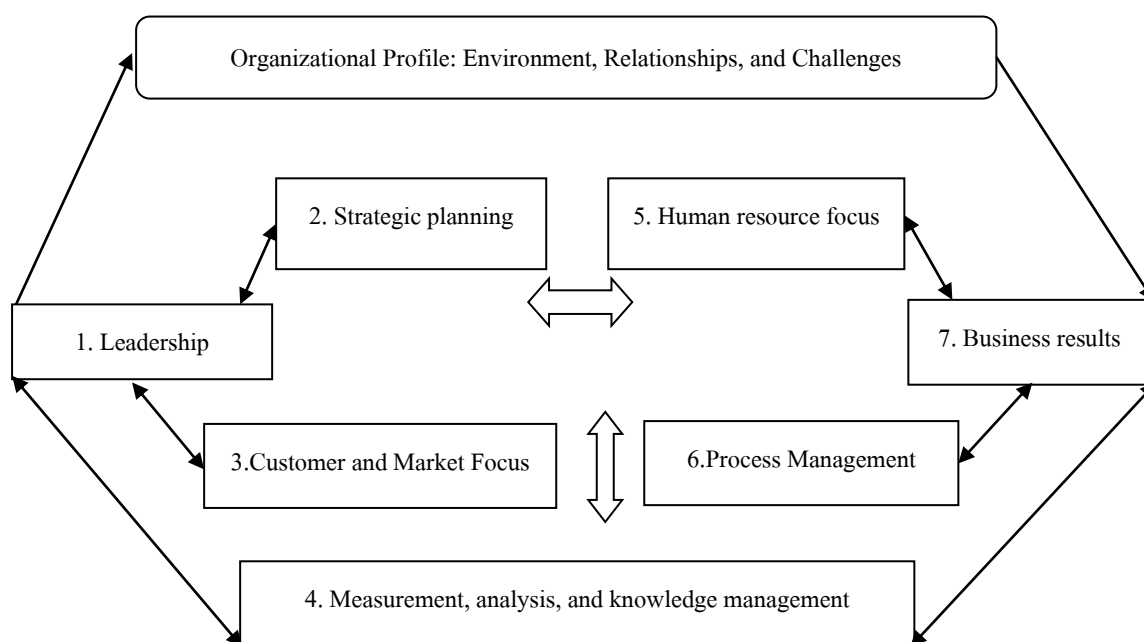 Organizational Profile: Environment, Relationships, and Challenges
2. Strategic planning
5. Human resource focus
1. Leadership
7. Business results
3.Customer and Market Focus
6.Process Management
4. Measurement, analysis, and knowledge management